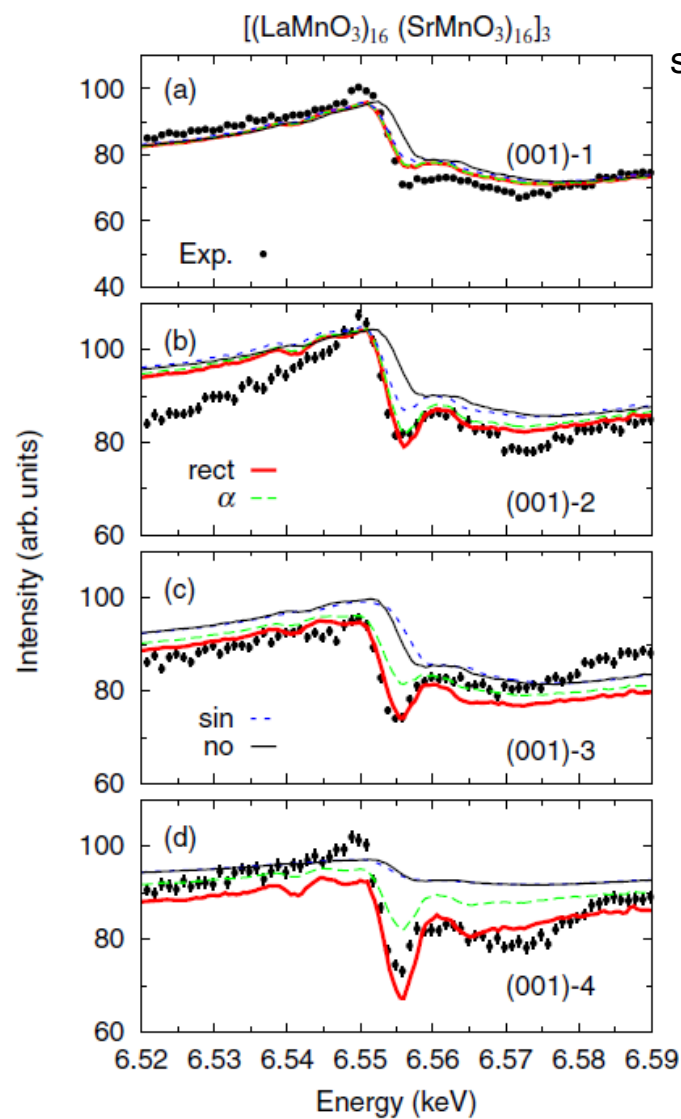 [(LaMnO3)16 (SrMnO3)16]3
s
100
(a)
80
(001)-1
60
Exp.
40
100
(b)
80
rect
α
(001)-2
60
Intensity (arb. units)
100
(c)
80
sin
no
(001)-3
60
100
(d)
80
(001)-4
60
6.52 6.53 6.54 6.55 6.56 6.57 6.58 6.59
Energy (keV)